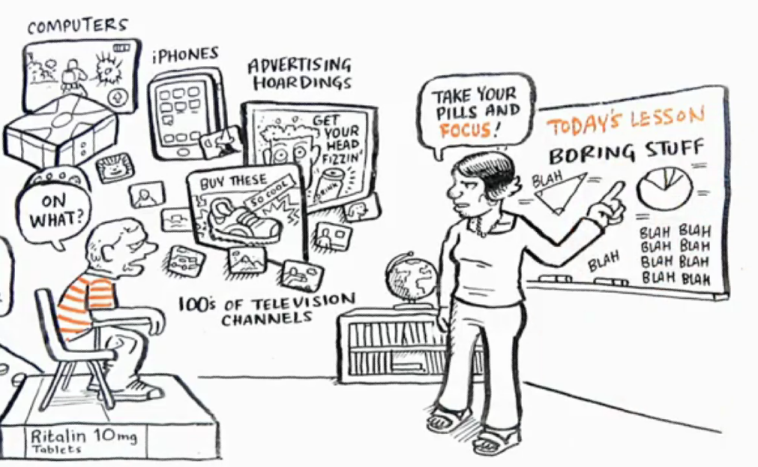 COMPUTERS
iPHONES
ADVERTISING
HOARDINGS
GET
YOUR
HEAD
FIZZIN'
BUY THESE
SO COOL
100's OF TELEVISION
CHANNELS
ON
WHAT?
Ritalin 10mg
Tablets
TAKE YOUR
PILLS AND
FOCUS!
TODAY'S LESSON
BORING STUFF
BLAH
BLAH
BLAH BLAH
BLAH BLAH
BLAH BLAH
BLAH BLAH